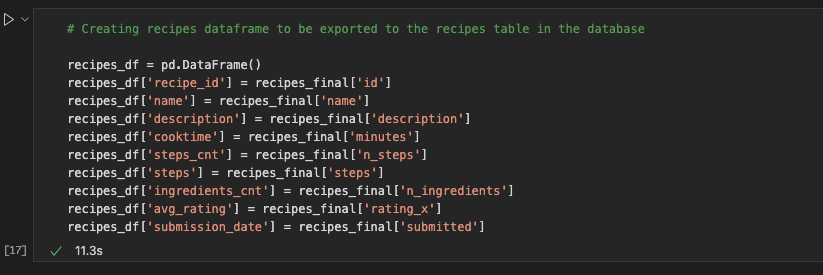 # Creating recipes dataframe to be exported to the recipes table in the database
recipes_df = pd.DataFrame()
recipes_df['recipe_id'] = recipes_final['id']
recipes_df['name'] = recipes_final['name']
recipes_df['description'] = recipes_final['description']
recipes_df['cooktime'] = recipes_final['minutes']
recipes_df['steps_cnt'] = recipes_final['n_steps']
recipes_df['steps'] = recipes_final['steps']
recipes_df['ingredients_cnt'] = recipes_final['n_ingredients']
recipes_df['avg_rating'] = recipes_final['rating_x']
recipes_df['submission_date'] = recipes_final['submitted']
[17] ✓ 11.3s